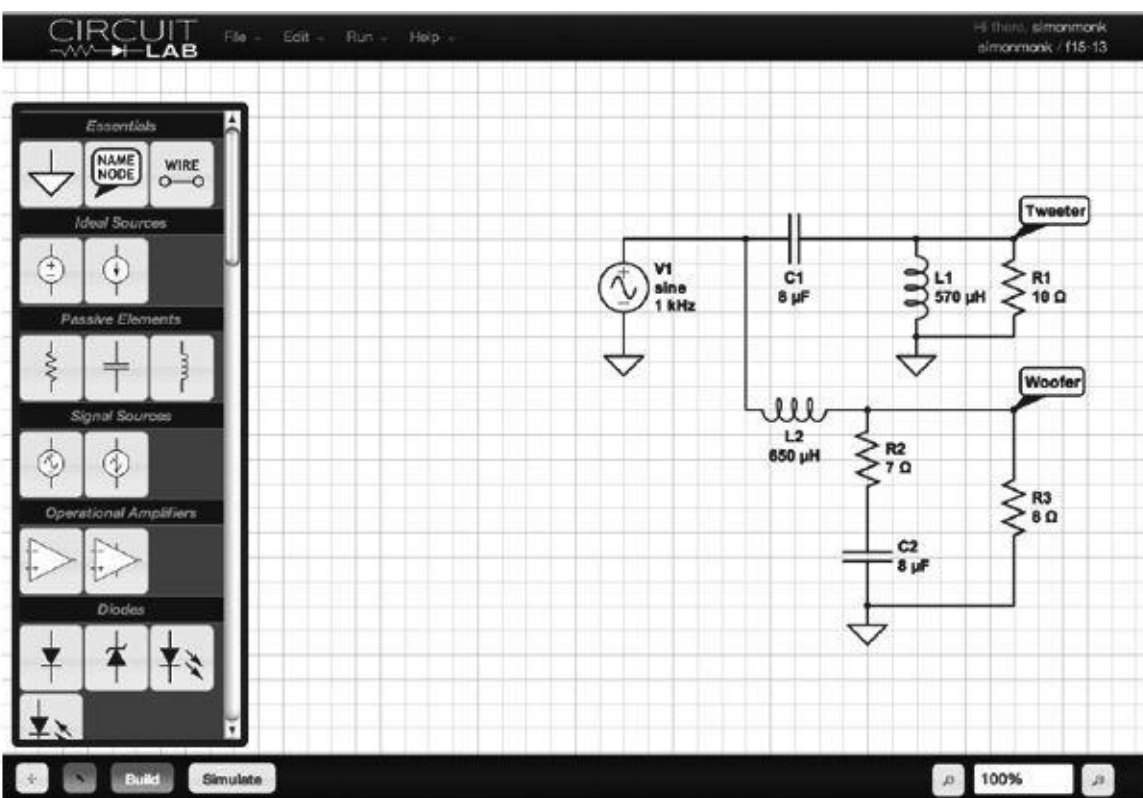 CIRCUIT
LAB
File
Edit
Run
Help
Hi there, simonmonk
simonmonk / f15-13
Essentials
NAME
NODE
WIRE
Ideal Sources
Passive Elements
Signal Sources
Operational Amplifiers
Diodes
V1
sine
1 kHz
C1
8 µF
L1
570 µH
R1
10 Ω
Tweeter
Woofer
L2
650 µH
R2
7 Ω
R3
8 Ω
C2
8 µF
Build
Simulate
100%